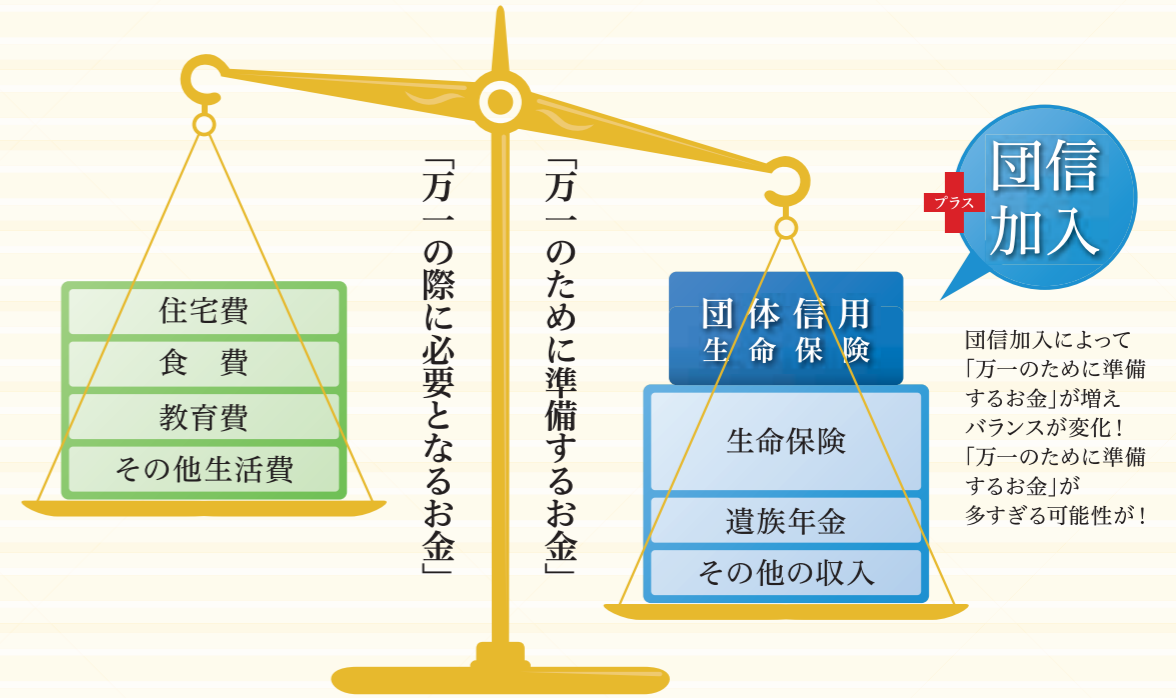 「万一の際に必要となるお金」
「万一のために準備するお金」
住宅費
食　費
教育費
その他生活費
団体信用
生命保険
生命保険
遺族年金
その他の収入
プラス
団信
加入
団信加入によって
「万一のために準備
するお金」が増え
バランスが変化!
「万一のために準備
するお金」が
多すぎる可能性が!